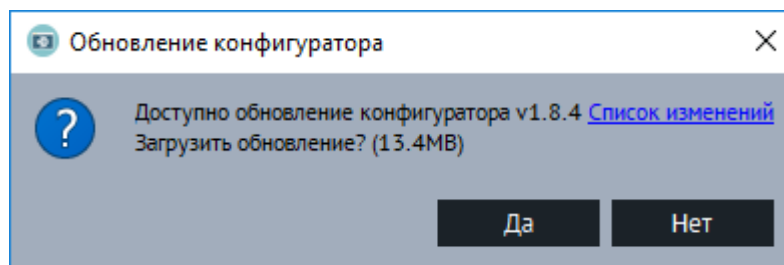 Обновление конфигуратора
Доступно обновление конфигуратора v1.8.4 Список изменений
Загрузить обновление? (13.4MB)
Да Нет